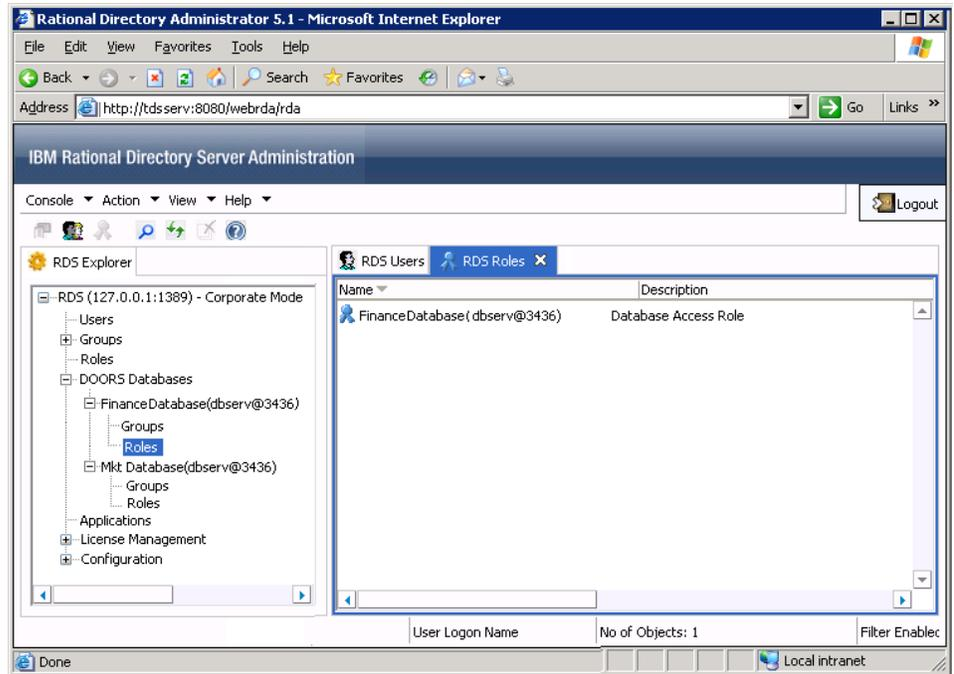 Rational Directory Administrator 5.1 - Microsoft Internet Explorer
File Edit View Favorites Tools Help
Back Search Favorites
Address http://tdsserv:8080/webrda/rda Go Links »
IBM Rational Directory Server Administration
Console Action View Help
Logout
RDS Explorer
RDS Users RDS Roles
RDS (127.0.0.1:1389) - Corporate Mode
Users
Groups
Roles
DOORS Databases
FinanceDatabase(dbserv@3436)
Groups
Roles
Mkt Database(dbserv@3436)
Groups
Roles
Applications
License Management
Configuration
Name Description
FinanceDatabase(dbserv@3436) Database Access Role
User Logon Name No of Objects: 1 Filter Enablec
Done Local intranet